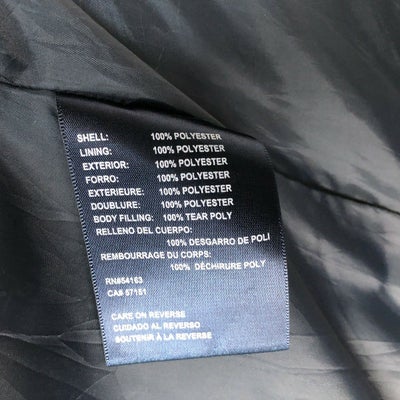 SHELL: 100% POLYESTER
LINING: 100% POLYESTER
EXTERIOR: 100% POLYESTER
FORRO: 100% POLYESTER
EXTERIEURE: 100% POLYESTER
DOUBLURE: 100% POLYESTER
BODY FILLING: 100% TEAR POLY
RELLENO DEL CUERPO:
100% DESGARRO DE POLI
REMBOURRAGE DU CORPS:
100% DÉCHIRURE POLY
RN#54163
CA# 57151
CARE ON REVERSE
CUIDADO AL REVERSO
SOUTENIR À LA REVERSE